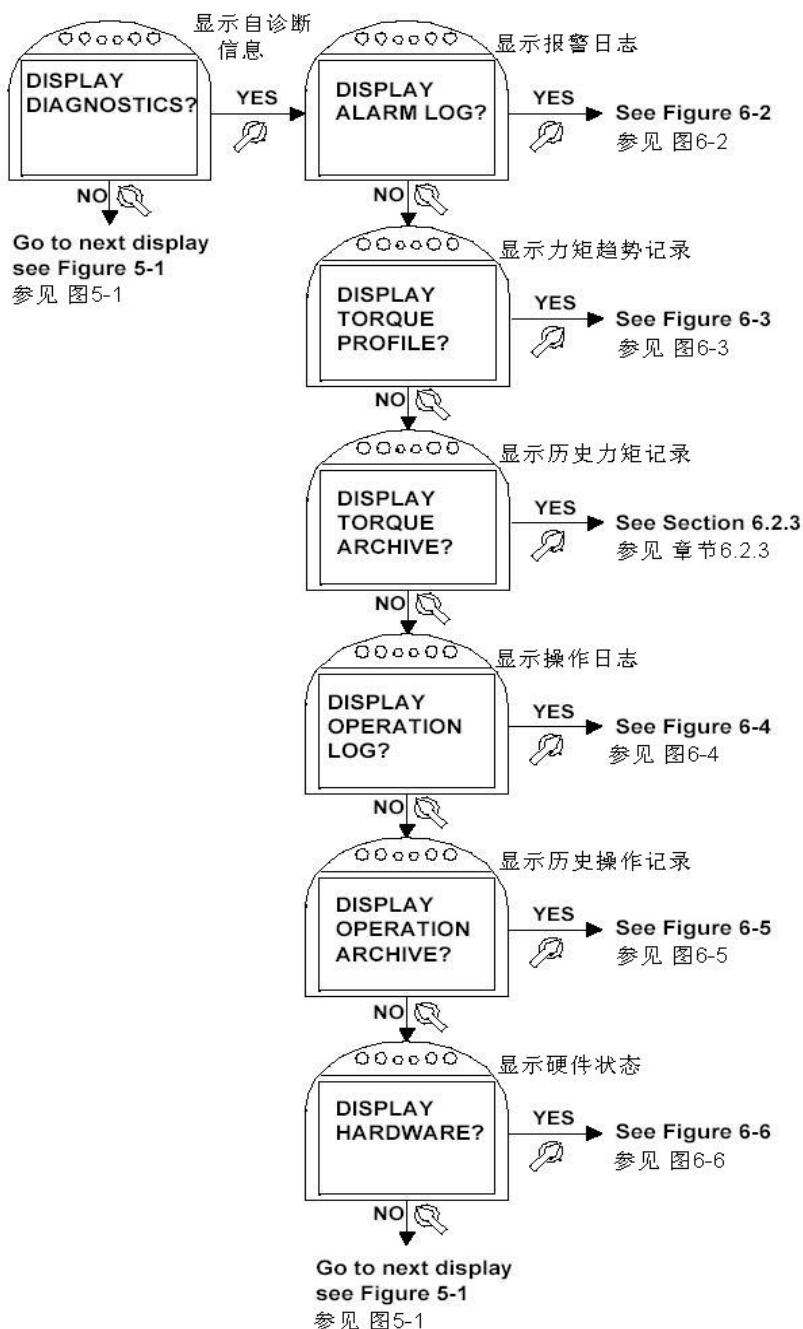 显示自诊断
信息
DISPLAY
DIAGNOSTICS?
YES
NO
Go to next display
see Figure 5-1
参见 图5-1
显示报警日志
DISPLAY
ALARM LOG?
YES
See Figure 6-2
参见 图6-2
NO
显示力矩趋势记录
DISPLAY
TORQUE
PROFILE?
YES
See Figure 6-3
参见 图6-3
NO
显示历史力矩记录
DISPLAY
TORQUE
ARCHIVE?
YES
See Section 6.2.3
参见 章节6.2.3
NO
显示操作日志
DISPLAY
OPERATION
LOG?
YES
See Figure 6-4
参见 图6-4
NO
显示历史操作记录
DISPLAY
OPERATION
ARCHIVE?
YES
See Figure 6-5
参见 图6-5
NO
显示硬件状态
DISPLAY
HARDWARE?
YES
See Figure 6-6
参见 图6-6
NO
Go to next display
see Figure 5-1
参见 图5-1